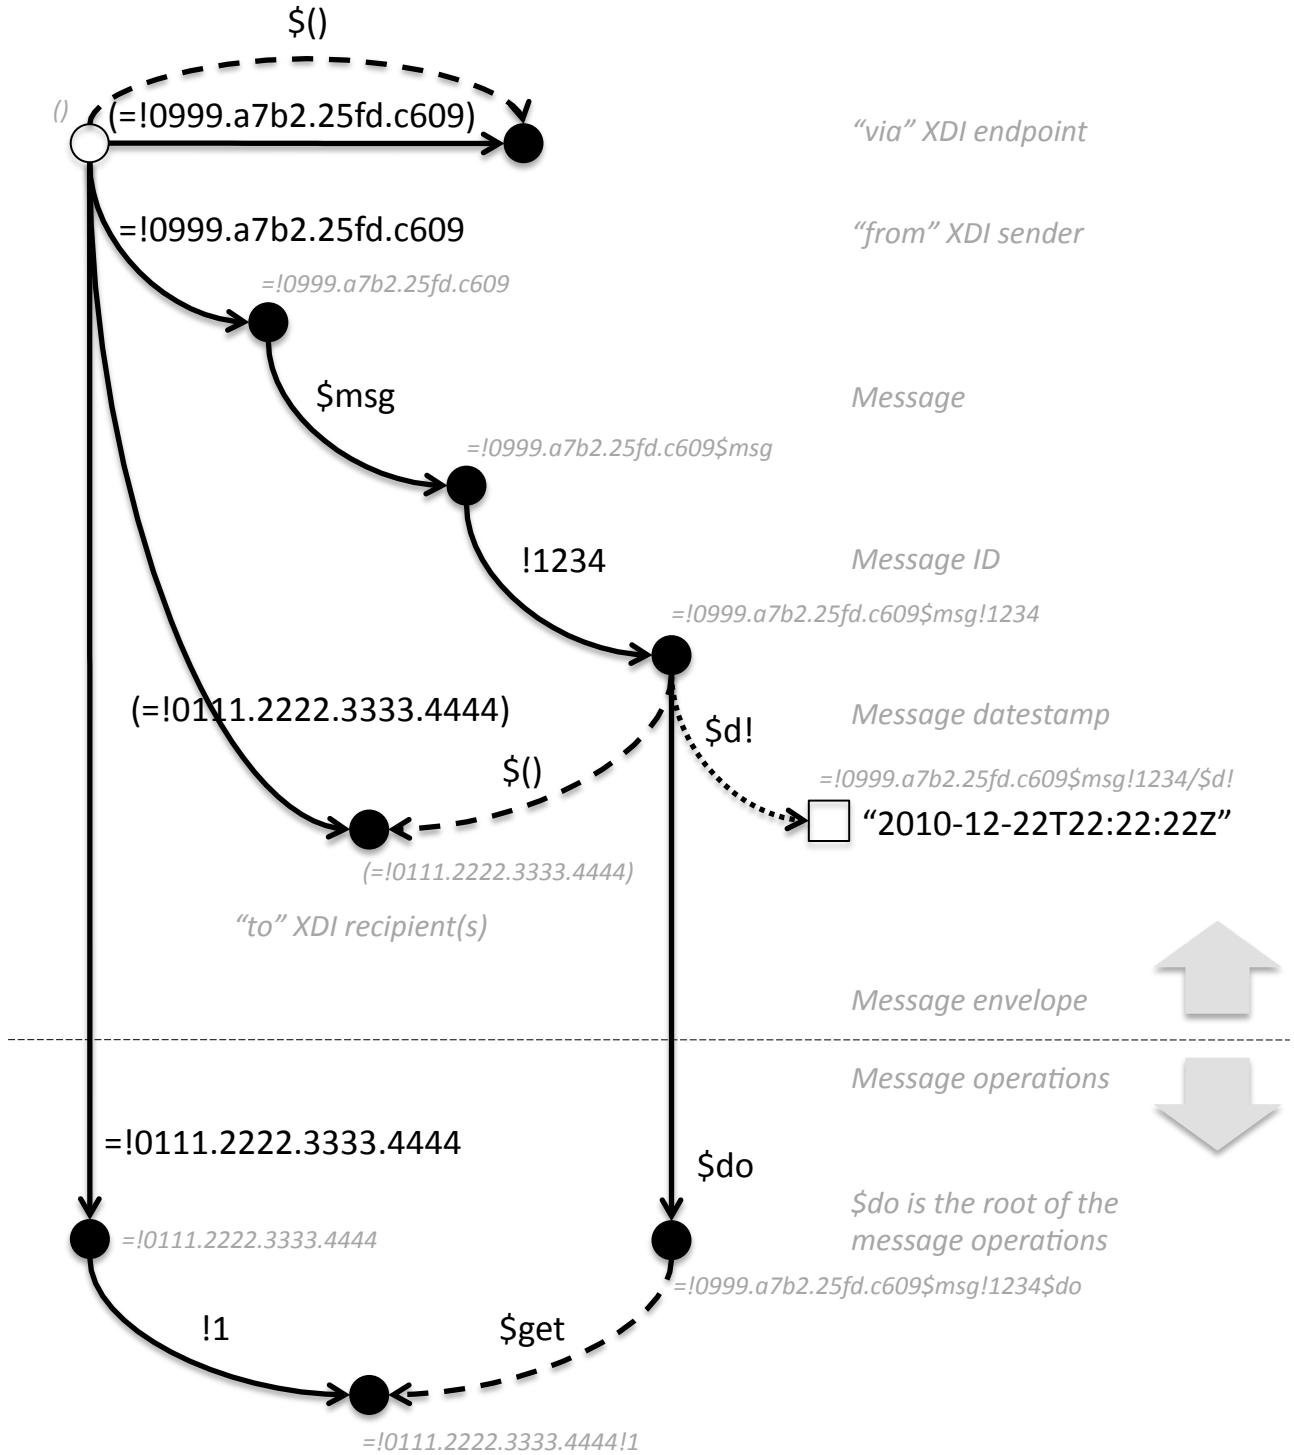 $()
()
(=!0999.a7b2.25fd.c609)
“via” XDI endpoint
=!0999.a7b2.25fd.c609
“from” XDI sender
=!0999.a7b2.25fd.c609
$msg
Message
=!0999.a7b2.25fd.c609$msg
!1234
Message ID
=!0999.a7b2.25fd.c609$msg!1234
(=!0111.2222.3333.4444)
Message datestamp
$d!
$()
=!0999.a7b2.25fd.c609$msg!1234/$d!
“2010-12-22T22:22:22Z”
(=!0111.2222.3333.4444)
“to” XDI recipient(s)
Message envelope
Message operations
=!0111.2222.3333.4444
$do
$do is the root of the
message operations
=!0111.2222.3333.4444
=!0999.a7b2.25fd.c609$msg!1234$do
!1
$get
=!0111.2222.3333.4444!1